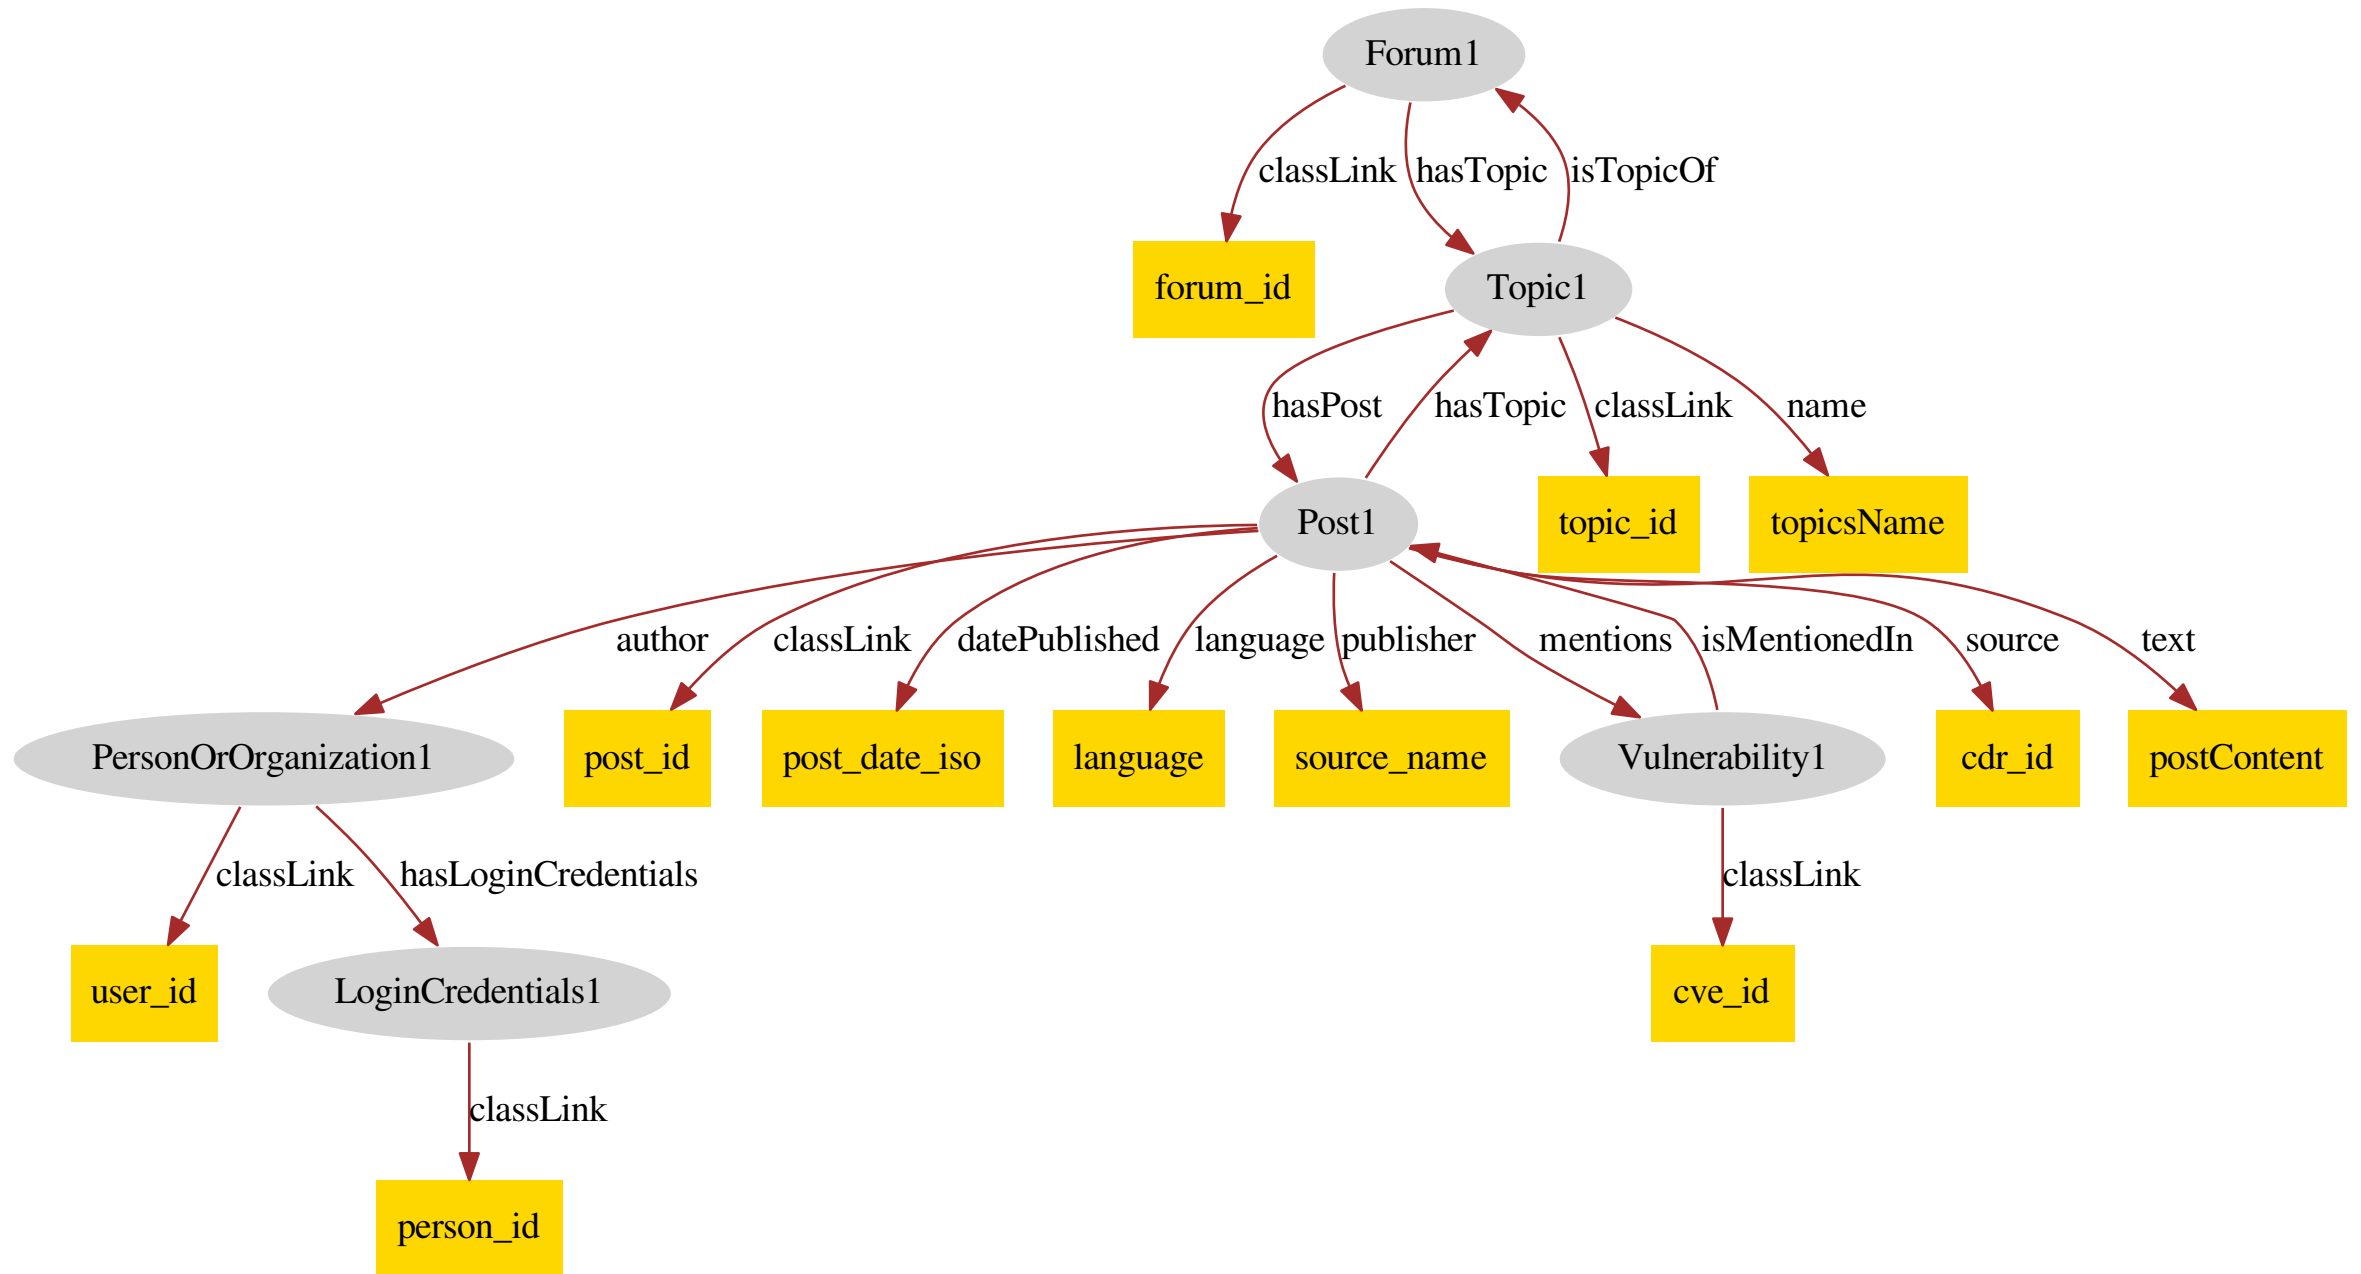 Forum1
classLink
hasTopic
isTopicOf
forum_id
Topic1
hasPost
hasTopic
classLink
name
Post1
topic_id
topicsName
author
classLink
datePublished
language
publisher
mentions
isMentionedIn
source
text
PersonOrOrganization1
post_id
post_date_iso
language
source_name
Vulnerability1
cdr_id
postContent
classLink
hasLoginCredentials
classLink
user_id
LoginCredentials1
cve_id
classLink
person_id